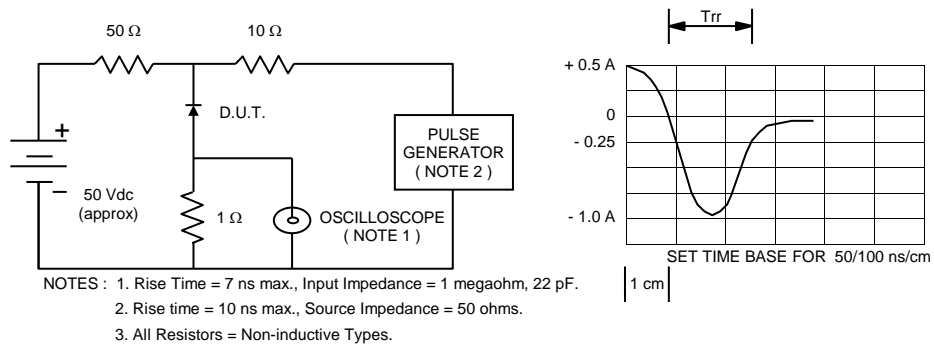 50 Ω
10 Ω
D.U.T.
+
−
50 Vdc
(approx)
1 Ω
OSCILLOSCOPE
( NOTE 1 )
PULSE
GENERATOR
( NOTE 2 )
Trr
+ 0.5 A
0
- 0.25
- 1.0 A
SET TIME BASE FOR 50/100 ns/cm
1 cm
NOTES : 1. Rise Time = 7 ns max., Input Impedance = 1 megaohm, 22 pF.
2. Rise time = 10 ns max., Source Impedance = 50 ohms.
3. All Resistors = Non-inductive Types.